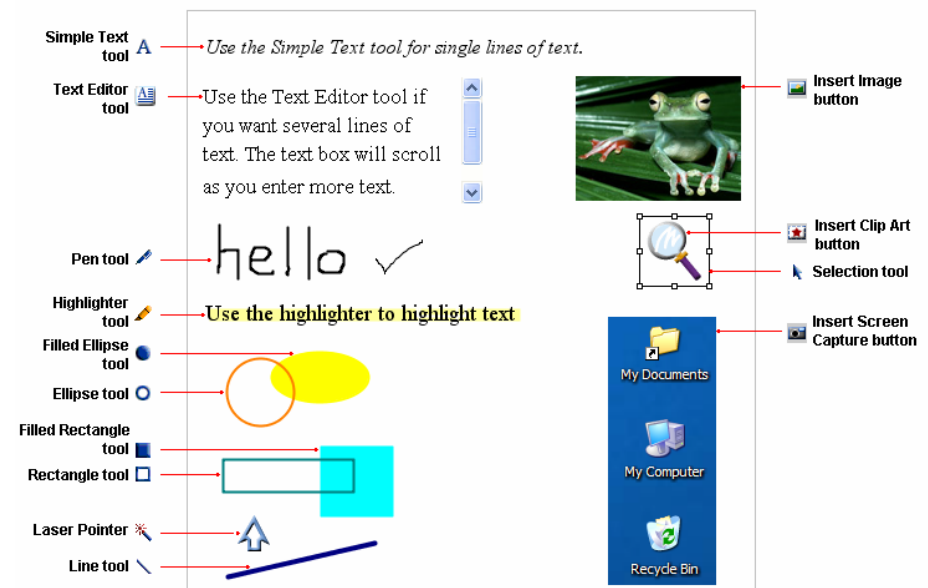 Simple Text
tool
Use the Simple Text tool for single lines of text.
Text Editor
tool
Use the Text Editor tool if
you want several lines of
text. The text box will scroll
as you enter more text.
Insert Image
button
Insert Clip Art
button
Selection tool
Pen tool
hello
Highlighter
tool
Use the highlighter to highlight text
Insert Screen
Capture button
Filled Ellipse
tool
Ellipse tool
My Documents
Filled Rectangle
tool
Rectangle tool
My Computer
Laser Pointer
Line tool
Recycle Bin